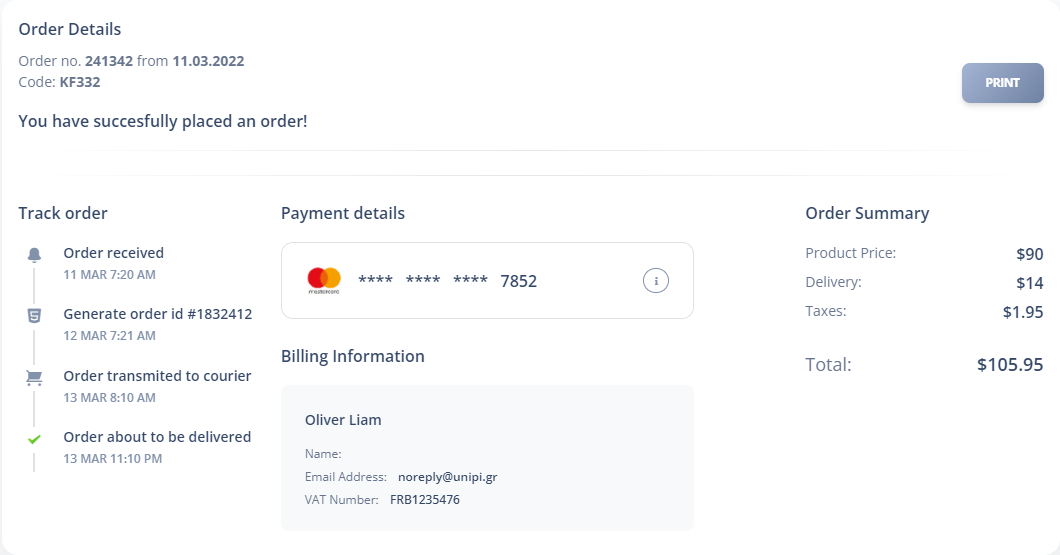 Order Details
Order no. 241342 from 11.03.2022
Code: KF332
PRINT
You have succesfully placed an order!
Track order
Order received
11 MAR 7:20 AM
Generate order id #1832412
12 MAR 7:21 AM
Order transmited to courier
13 MAR 8:10 AM
Order about to be delivered
13 MAR 11:10 PM
Payment details
mastercard
**** **** **** 7852
i
Billing Information
Oliver Liam
Name:
Email Address: noreply@unipi.gr
VAT Number: FRB1235476
Order Summary
Product Price: $90
Delivery: $14
Taxes: $1.95
Total: $105.95